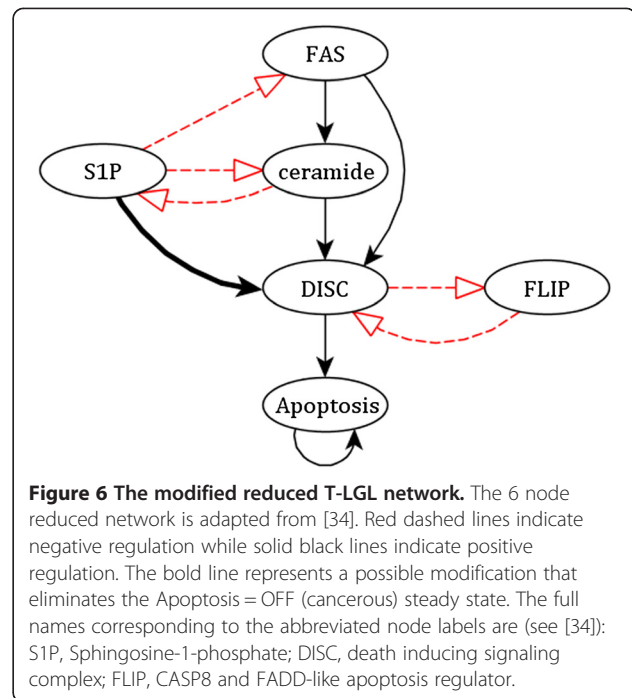 FAS
S1P
ceramide
DISC
FLIP
Apoptosis
Figure 6 The modified reduced T-LGL network. The 6 node
reduced network is adapted from [34]. Red dashed lines indicate
negative regulation while solid black lines indicate positive
regulation. The bold line represents a possible modification that
eliminates the Apoptosis = OFF (cancerous) steady state. The full
names corresponding to the abbreviated node labels are (see [34]):
S1P, Sphingosine-1-phosphate; DISC, death inducing signaling
complex; FLIP, CASP8 and FADD-like apoptosis regulator.